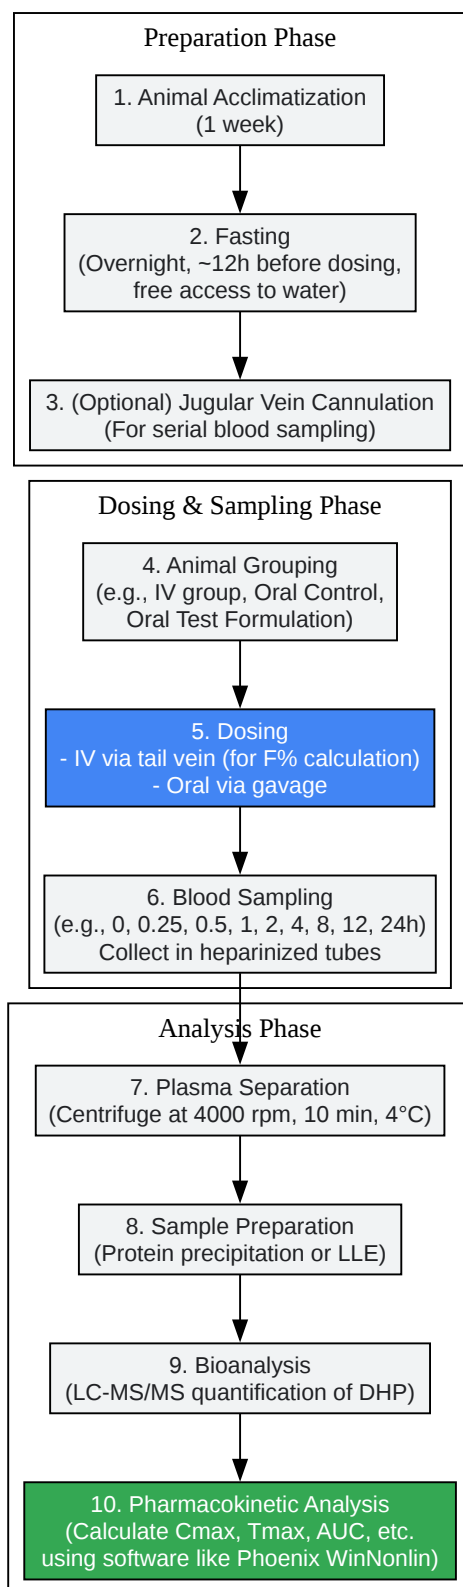 Preparation Phase
1. Animal Acclimatization
(1 week)
2. Fasting
(Overnight, ~12h before dosing,
free access to water)
3. (Optional) Jugular Vein Cannulation
(For serial blood sampling)
Dosing & Sampling Phase
4. Animal Grouping
(e.g., IV group, Oral Control,
Oral Test Formulation)
5. Dosing
- IV via tail vein (for F% calculation)
- Oral via gavage
6. Blood Sampling
(e.g., 0, 0.25, 0.5, 1, 2, 4, 8, 12, 24h)
Collect in heparinized tubes
Analysis Phase
7. Plasma Separation
(Centrifuge at 4000 rpm, 10 min, 4°C)
8. Sample Preparation
(Protein precipitation or LLE)
9. Bioanalysis
(LC-MS/MS quantification of DHP)
10. Pharmacokinetic Analysis
(Calculate Cmax, Tmax, AUC, etc.
using software like Phoenix WinNonlin)